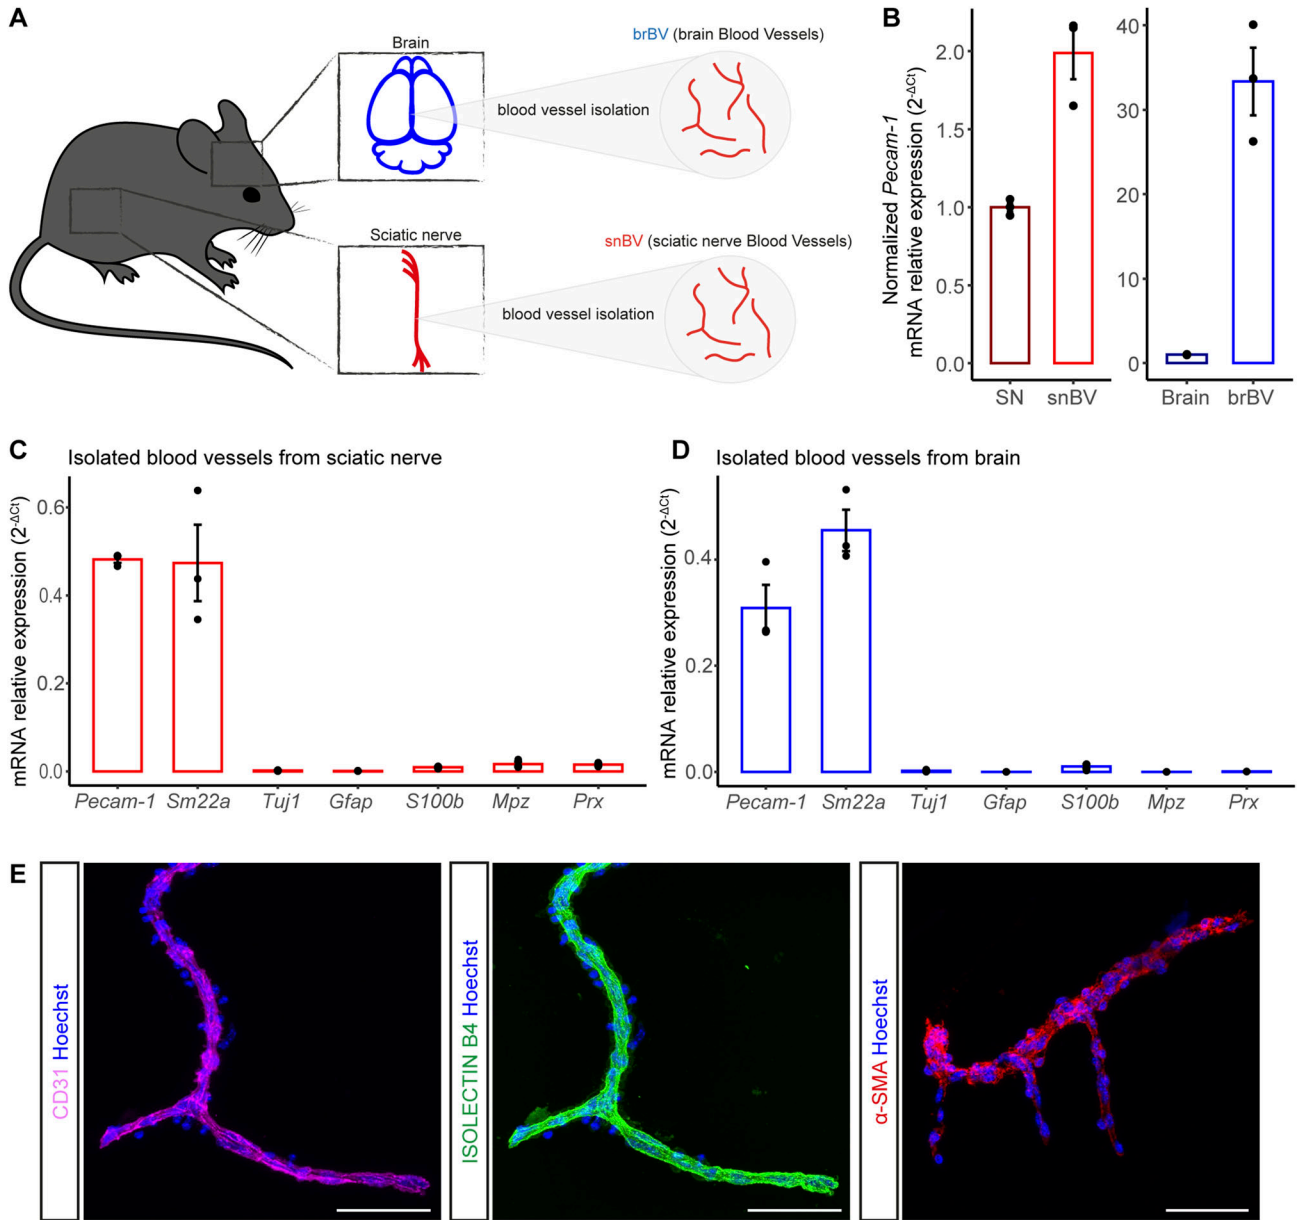 A
Brain
brBV (brain Blood Vessels)
blood vessel isolation
Sciatic nerve
snBV (sciatic nerve Blood Vessels)
blood vessel isolation
B
Normalized Pecam-1
mRNA relative expression (2-ΔCt)
2.0
1.5
1.0
0.5
0.0
SN snBV
40
30
20
10
0
Brain brBV
C
Isolated blood vessels from sciatic nerve
mRNA relative expression (2-ΔCt)
0.6
0.4
0.2
0.0
Pecam-1 Sm22a Tuj1 Gfap S100b Mpz Prx
D
Isolated blood vessels from brain
mRNA relative expression (2-ΔCt)
0.4
0.2
0.0
Pecam-1 Sm22a Tuj1 Gfap S100b Mpz Prx
E
CD31 Hoechst
ISOLECTIN B4 Hoechst
α-SMA Hoechst